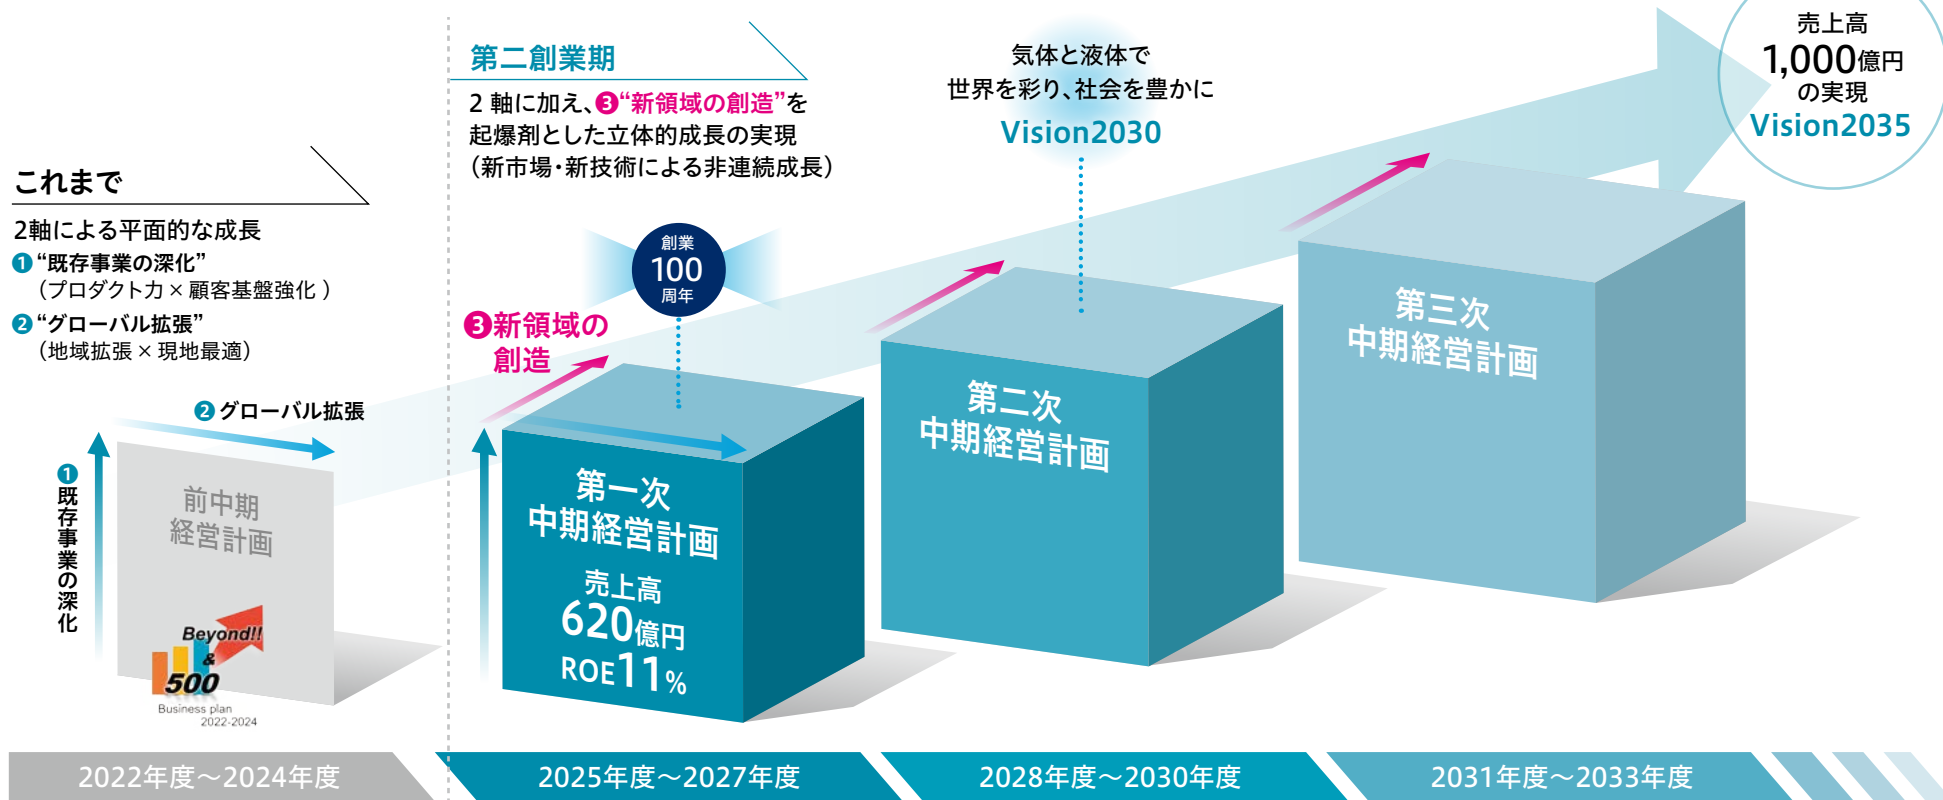 これまで
2軸による平面的な成長
❶“既存事業の深化”
（プロダクト力×顧客基盤強化）
❷“グローバル拡張”
（地域拡張×現地最適）
❷グローバル拡張
❶既存事業の深化
前中期
経営計画
Beyond!!
&
500
Business plan
2022-2024
第二創業期
2 軸に加え、❸“新領域の創造”を
起爆剤とした立体的成長の実現
（新市場・新技術による非連続成長）
創業
100
周年
❸新領域の
創造
第一次
中期経営計画
売上高
620億円
ROE11%
気体と液体で
世界を彩り、社会を豊かに
Vision2030
第二次
中期経営計画
第三次
中期経営計画
売上高
1,000億円
の実現
Vision2035
2022年度～2024年度
2025年度～2027年度
2028年度～2030年度
2031年度～2033年度